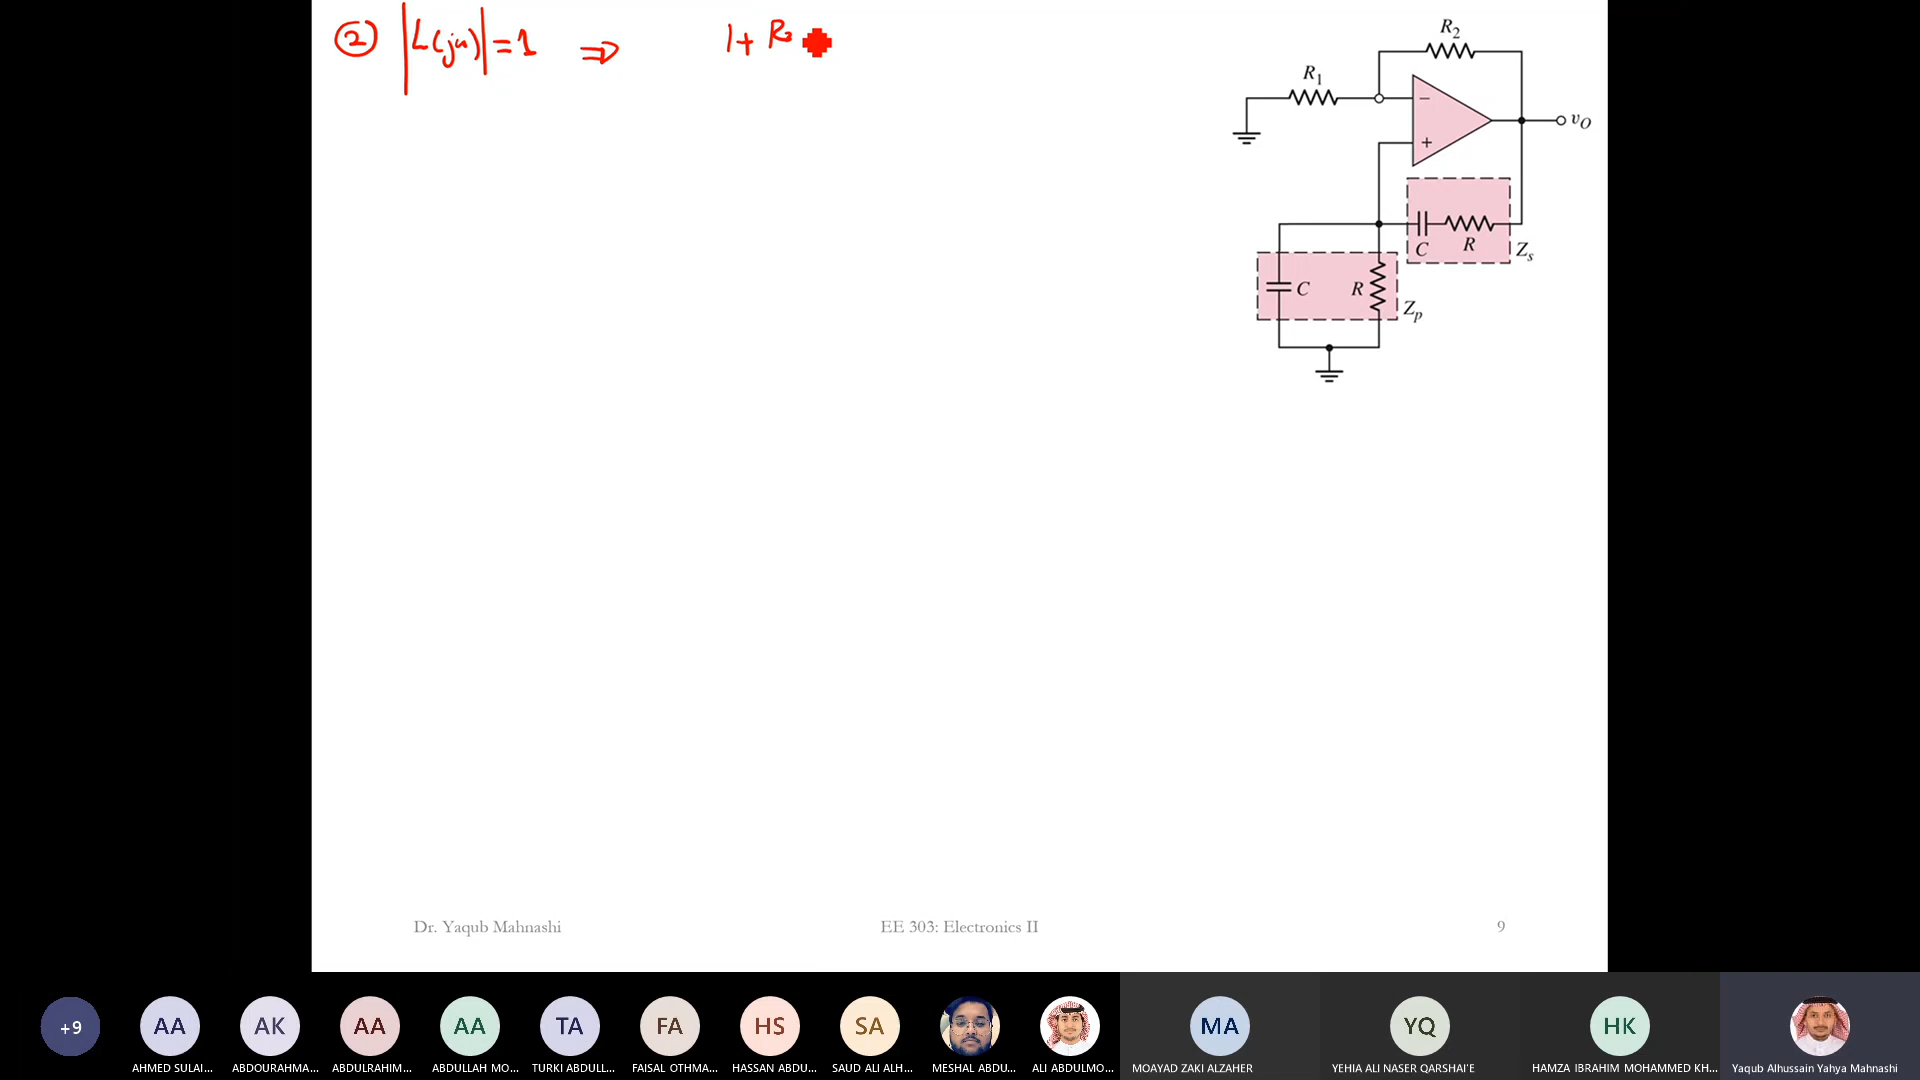 ② |L(jω)| = 1 ⇒ 1 + R₂
R₂
R₁
−
v_O
+
C R Z_s
C R Z_p
Dr. Yaqub Mahnashi EE 303: Electronics II 9
+9 AA AK AA AA TA FA HS SA MA YQ HK
AHMED SULAI... ABDOURAHMA... ABDULRAHIM... ABDULLAH MO... TURKI ABDULL... FAISAL OTHMA... HASSAN ABDU... SAUD ALI ALH... MESHAL ABDU... ALI ABDULMO... MOAYAD ZAKI ALZAHER YEHIA ALI NASER QARSHAI'E HAMZA IBRAHIM MOHAMMED KH... Yaqub Alhussain Yahya Mahnashi